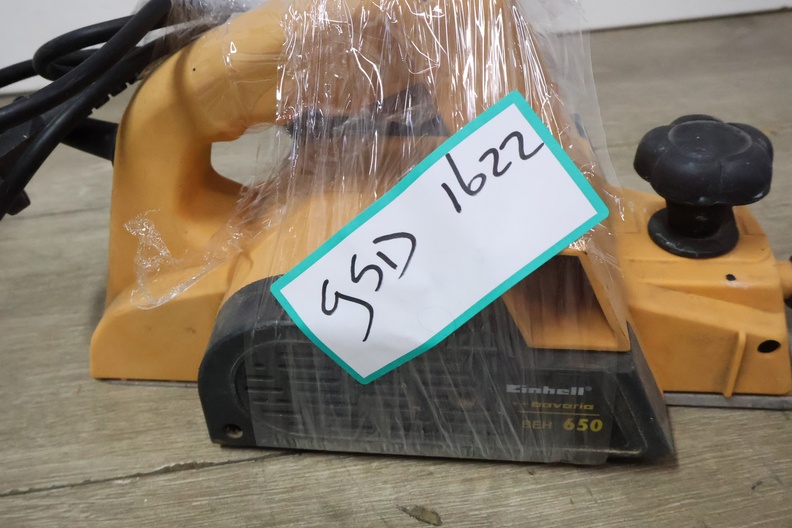 GSD 1622
Einhell
bavaria
BEH 650